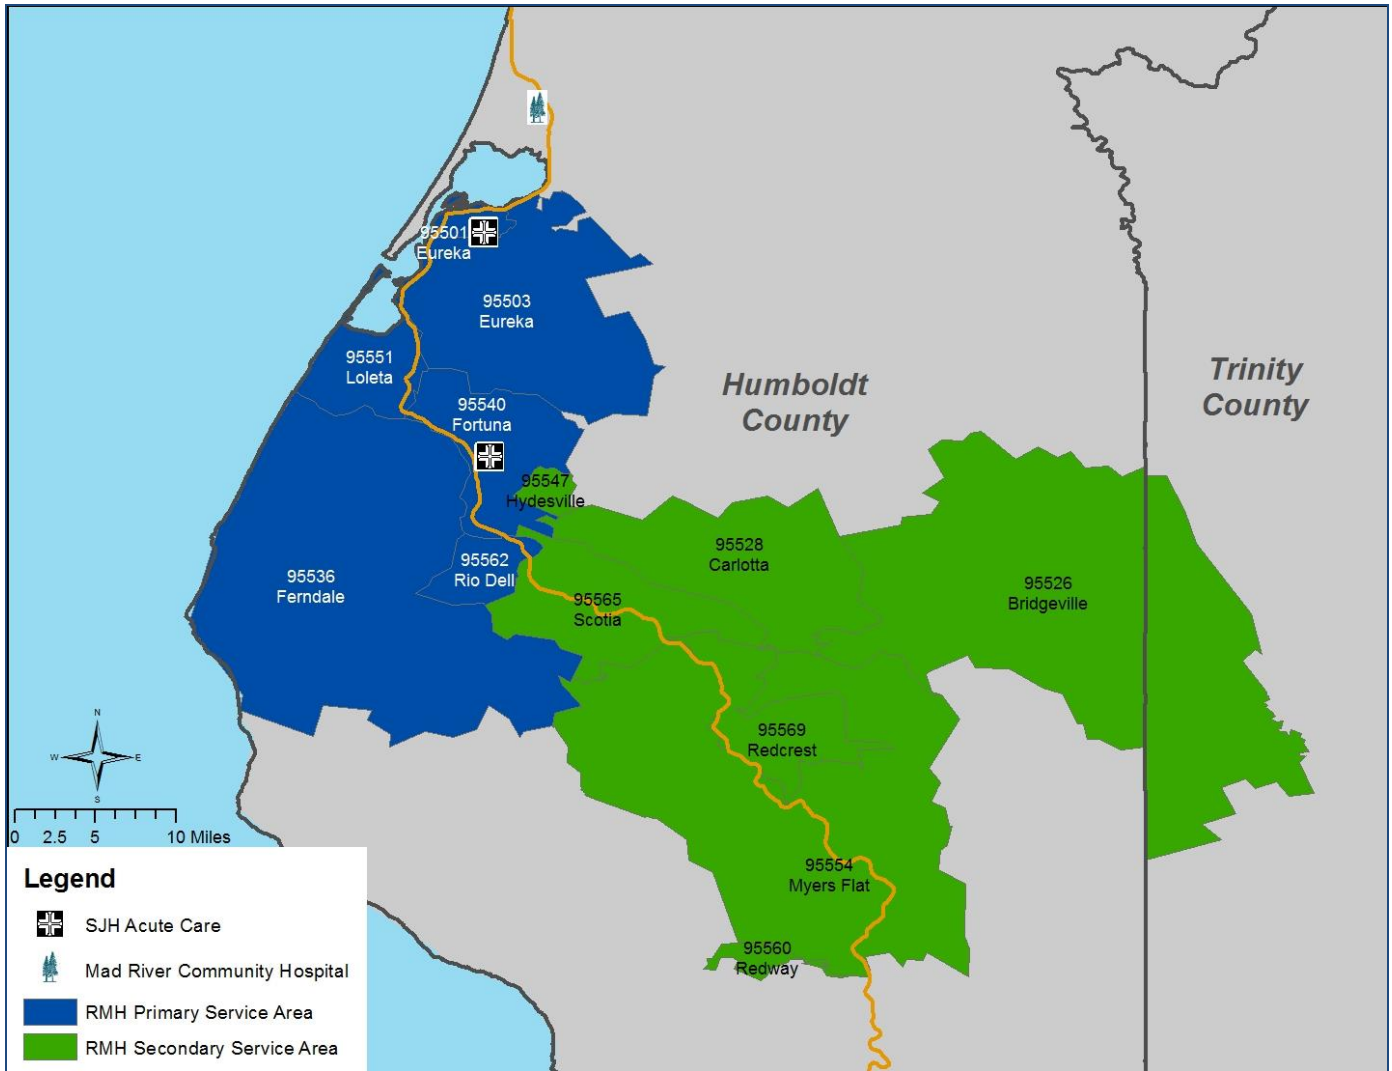 95501
Eureka
95503
Eureka
95551
Loleta
Humboldt
County
Trinity
County
95540
Fortuna
95547
Hydesville
95528
Carlotta
95562
Rio Dell
95536
Ferndale
95526
Bridgeville
95565
Scotia
95569
Redcrest
95554
Myers Flat
95560
Redway
N
W
E
S
0 2.5 5 10 Miles
Legend
SJH Acute Care
Mad River Community Hospital
RMH Primary Service Area
RMH Secondary Service Area